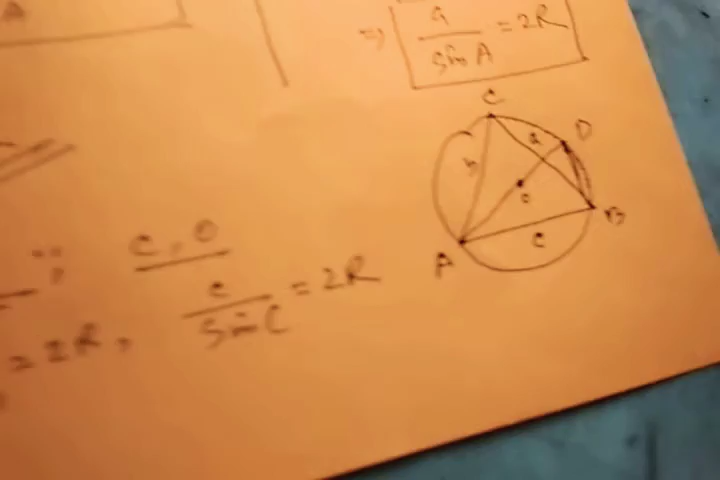 A
⇒ a/sin A = 2R
C
D
a
b
O
B
A
c
C, O
= 2R, c/sin C = 2R